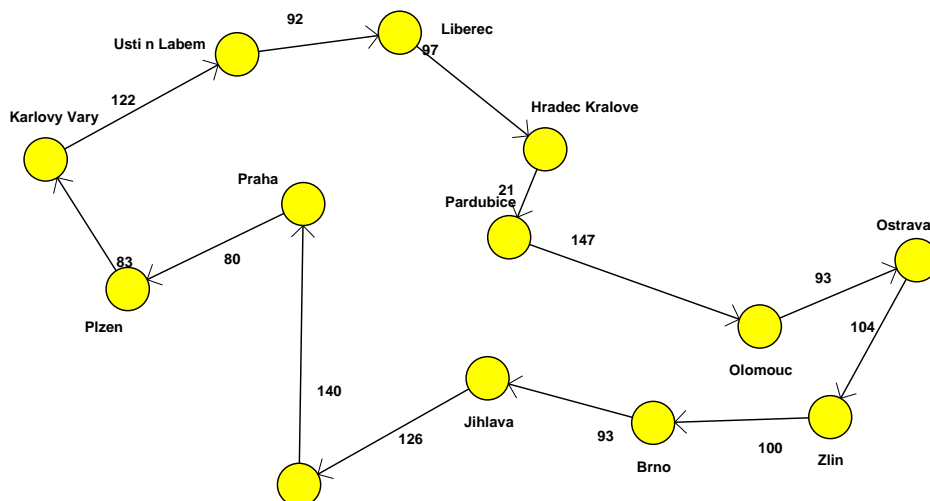 92
Liberec
Usti n Labem
97
122
Hradec Kralove
Karlovy Vary
Praha
21
Pardubice
Ostrava
147
83
80
93
Plzen
104
Olomouc
140
Jihlava
126
93
100
Brno
Zlin